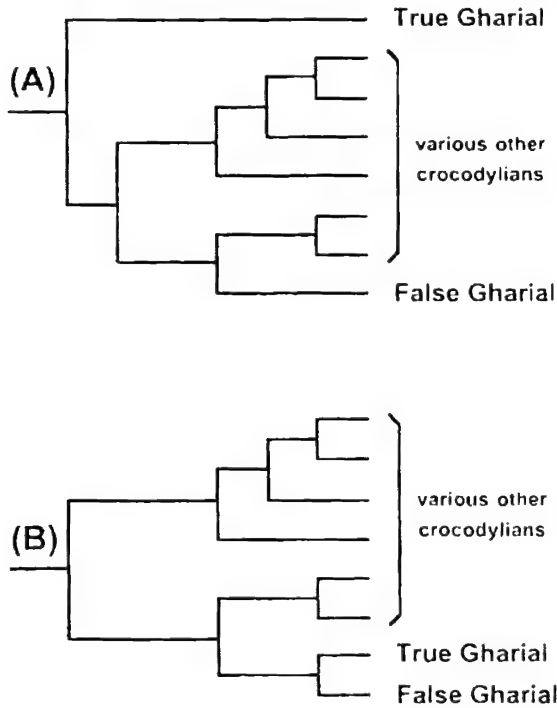 True Gharial
(A)
various other
crocodylians
False Gharial
(B)
various other
crocodylians
True Gharial
False Gharial